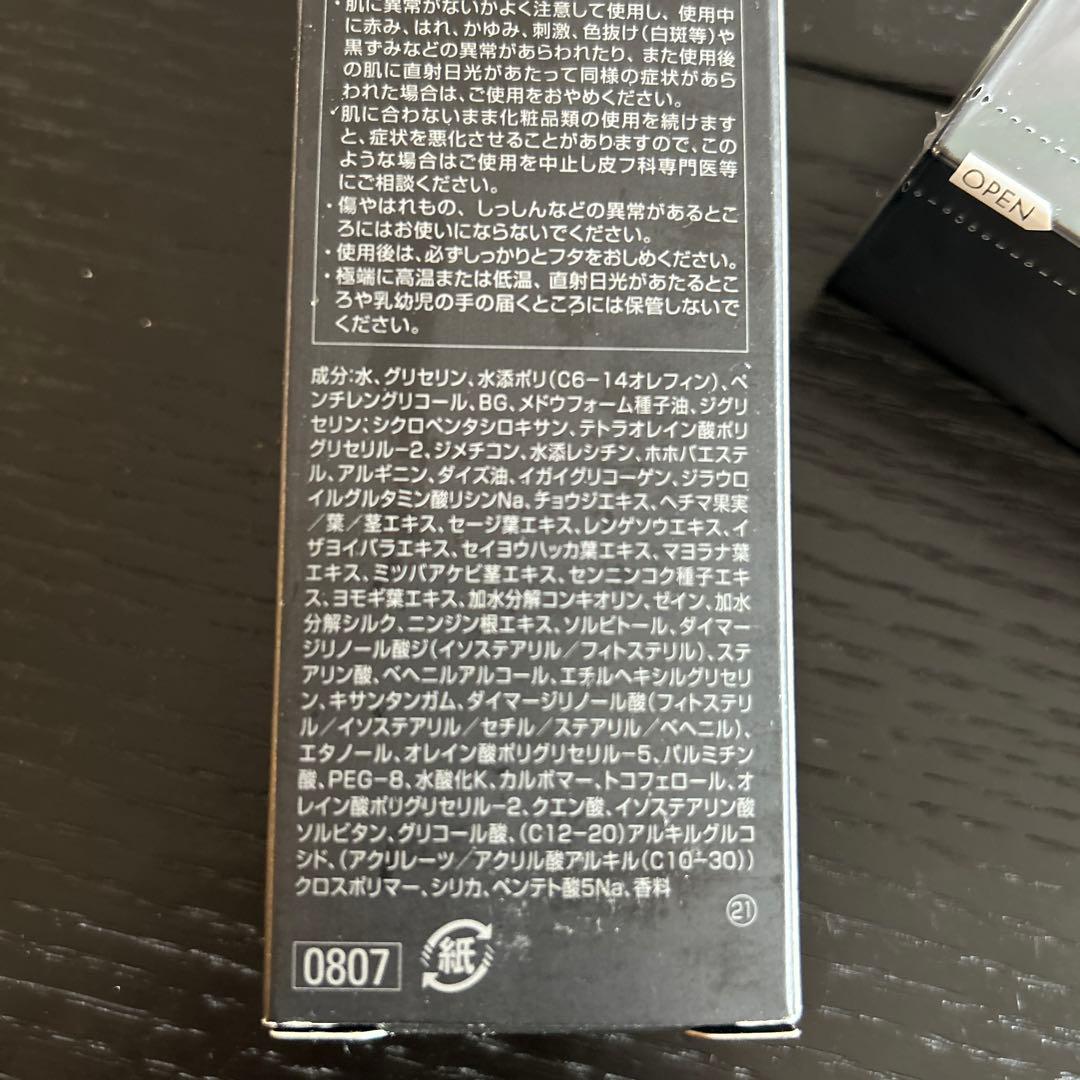 ・肌に異常がないかよく注意して使用し、使用中
に赤み、はれ、かゆみ、刺激、色抜け(白斑等)や
黒ずみなどの異常があらわれたり、また使用後
の肌に直射日光があたって同様の症状があら
われた場合は、ご使用をおやめください。
肌に合わないまま化粧品類の使用を続けます
と、症状を悪化させることがありますので、この
ような場合はご使用を中止し皮フ科専門医等
にご相談ください。
・傷やはれもの、しっしんなどの異常があるとこ
ろにはお使いにならないでください。
・使用後は、必ずしっかりとフタをおしめください。
・極端に高温または低温、直射日光があたるとこ
ろや乳幼児の手の届くところには保管しないで
ください。
成分:水、グリセリン、水添ポリ(C6-14オレフィン)、ペ
ンチレングリコール、BG、メドウフォーム種子油、ジグリ
セリン、シクロペンタシロキサン、テトラオレイン酸ポリ
グリセリル-2、ジメチコン、水添レシチン、ホホバエステ
ル、アルギニン、ダイズ油、イガイグリコーゲン、ジラウロ
イルグルタミン酸リシンNa、チョウジエキス、ヘチマ果実
/葉/茎エキス、セージ葉エキス、レンゲソウエキス、イ
ザヨイバラエキス、セイヨウハッカ葉エキス、マヨラナ葉
エキス、ミツバアケビ茎エキス、センニンコク種子エキ
ス、ヨモギ葉エキス、加水分解コンキオリン、ゼイン、加水
分解シルク、ニンジン根エキス、ソルビトール、ダイマー
ジリノール酸ジ(イソステアリル/フィトステリル)、ステ
アリン酸、ベヘニルアルコール、エチルヘキシルグリセリ
ン、キサンタンガム、ダイマージリノール酸(フィトステリ
ル/イソステアリル/セチル/ステアリル/ベヘニル)、
エタノール、オレイン酸ポリグリセリル-5、パルミチン
酸、PEG-8、水酸化K、カルボマー、トコフェロール、オ
レイン酸ポリグリセリル-2、クエン酸、イソステアリン酸
ソルビタン、グリコール酸、(C12-20)アルキルグルコ
シド、(アクリレーツ/アクリル酸アルキル(C10-30))
クロスポリマー、シリカ、ペンテト酸5Na、香料
㉑
0807
紙
OPEN